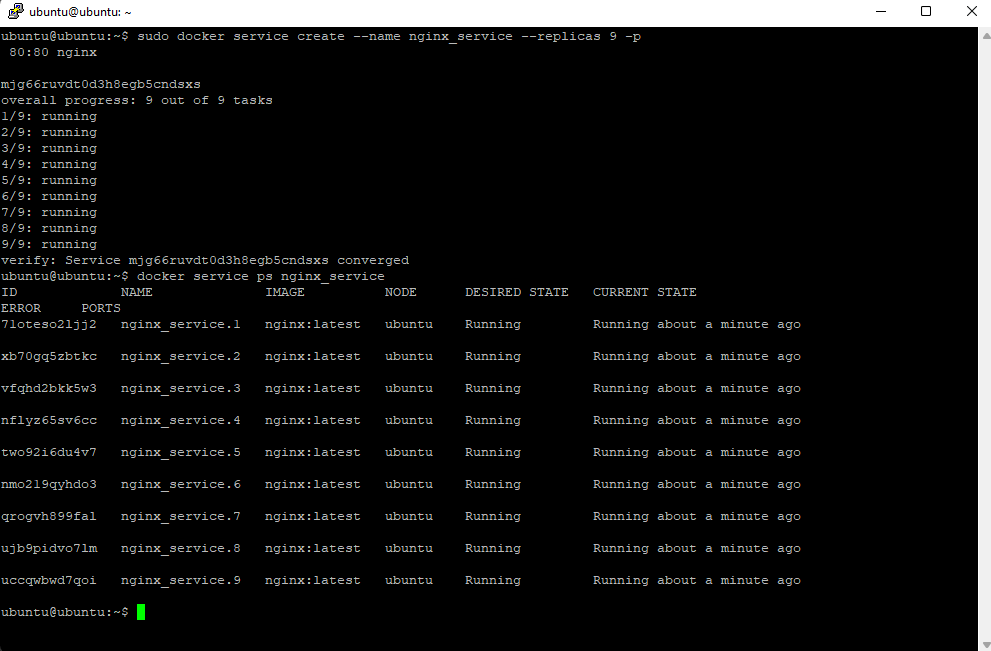 ubuntu@ubuntu: ~
ubuntu@ubuntu:~$ sudo docker service create --name nginx_service --replicas 9 -p
 80:80 nginx
mjg66ruvdt0d3h8egb5cndsxs
overall progress: 9 out of 9 tasks
1/9: running
2/9: running
3/9: running
4/9: running
5/9: running
6/9: running
7/9: running
8/9: running
9/9: running
verify: Service mjg66ruvdt0d3h8egb5cndsxs converged
ubuntu@ubuntu:~$ docker service ps nginx_service
ID             NAME              IMAGE          NODE      DESIRED STATE   CURRENT STATE
ERROR     PORTS
7loteso2ljj2   nginx_service.1   nginx:latest   ubuntu    Running         Running about a minute ago
xb70gq5zbtkc   nginx_service.2   nginx:latest   ubuntu    Running         Running about a minute ago
vfqhd2bkk5w3   nginx_service.3   nginx:latest   ubuntu    Running         Running about a minute ago
nflyz65sv6cc   nginx_service.4   nginx:latest   ubuntu    Running         Running about a minute ago
two92i6du4v7   nginx_service.5   nginx:latest   ubuntu    Running         Running about a minute ago
nmo2l9qyhdo3   nginx_service.6   nginx:latest   ubuntu    Running         Running about a minute ago
qrogvh899fal   nginx_service.7   nginx:latest   ubuntu    Running         Running about a minute ago
ujb9pidvo7lm   nginx_service.8   nginx:latest   ubuntu    Running         Running about a minute ago
uccqwbwd7qoi   nginx_service.9   nginx:latest   ubuntu    Running         Running about a minute ago
ubuntu@ubuntu:~$